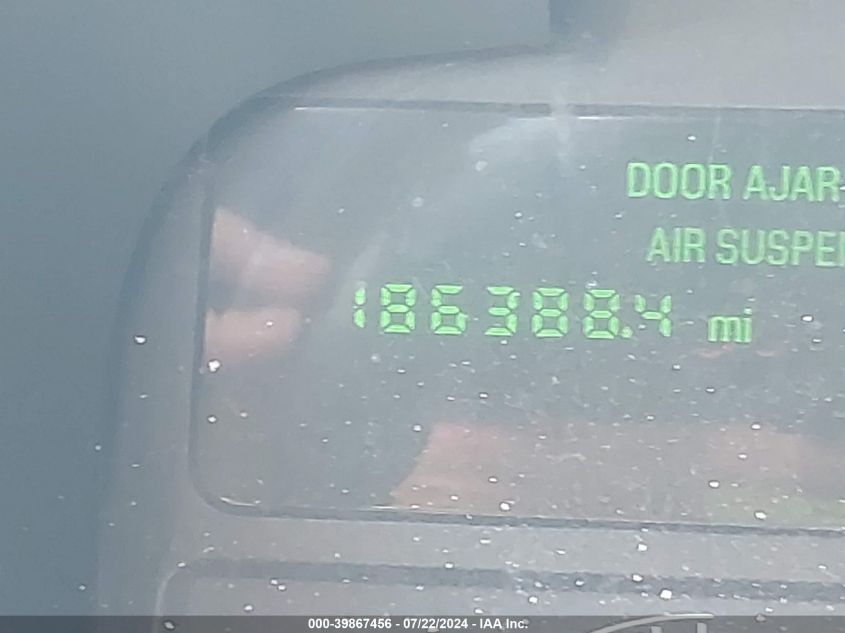 DOOR AJAR
AIR SUSPE
186388.4 mi
000-39867456 - 07/22/2024 - IAA Inc.